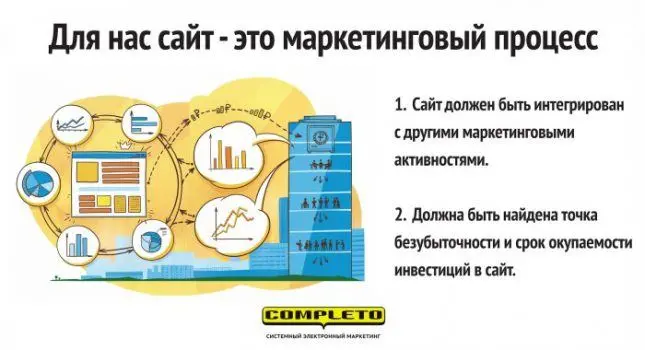 Для нас сайт - это маркетинговый процесс
1. Сайт должен быть интегрирован
с другими маркетинговыми
активностями.
2. Должна быть найдена точка
безубыточности и срок окупаемости
инвестиций в сайт.
COMPLETO
СИСТЕМНЫЙ ЭЛЕКТРОННЫЙ МАРКЕТИНГ